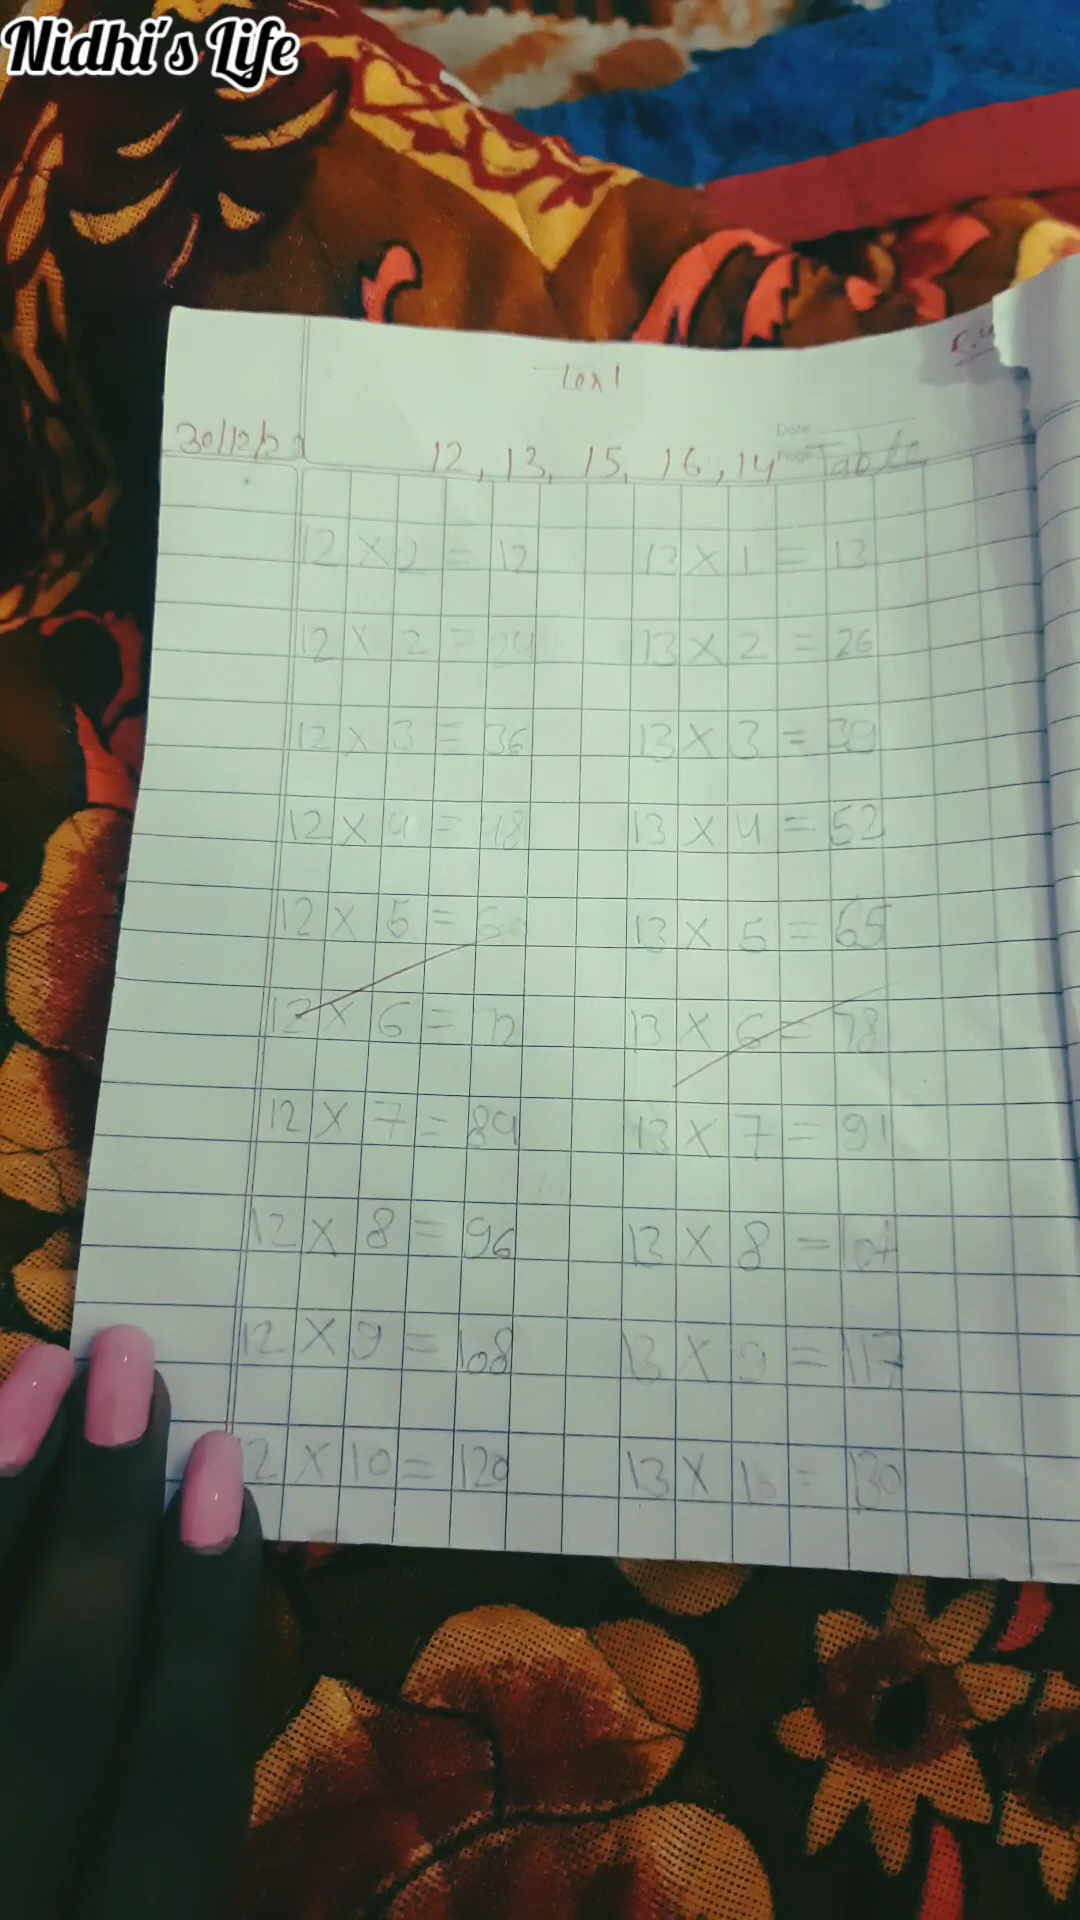 Nidhi's Life
Test
Date
30/12/21 12, 13, 15, 16, 14 Page Table
12 × 1 = 12 13 × 1 = 13
12 × 2 = 24 13 × 2 = 26
12 × 3 = 36 13 × 3 = 39
12 × 4 = 48 13 × 4 = 52
12 × 5 = 60 13 × 5 = 65
12 × 6 = 72 13 × 6 = 78
12 × 7 = 84 13 × 7 = 91
12 × 8 = 96 13 × 8 = 104
12 × 9 = 108 13 × 9 = 117
12 × 10 = 120 13 × 10 = 130